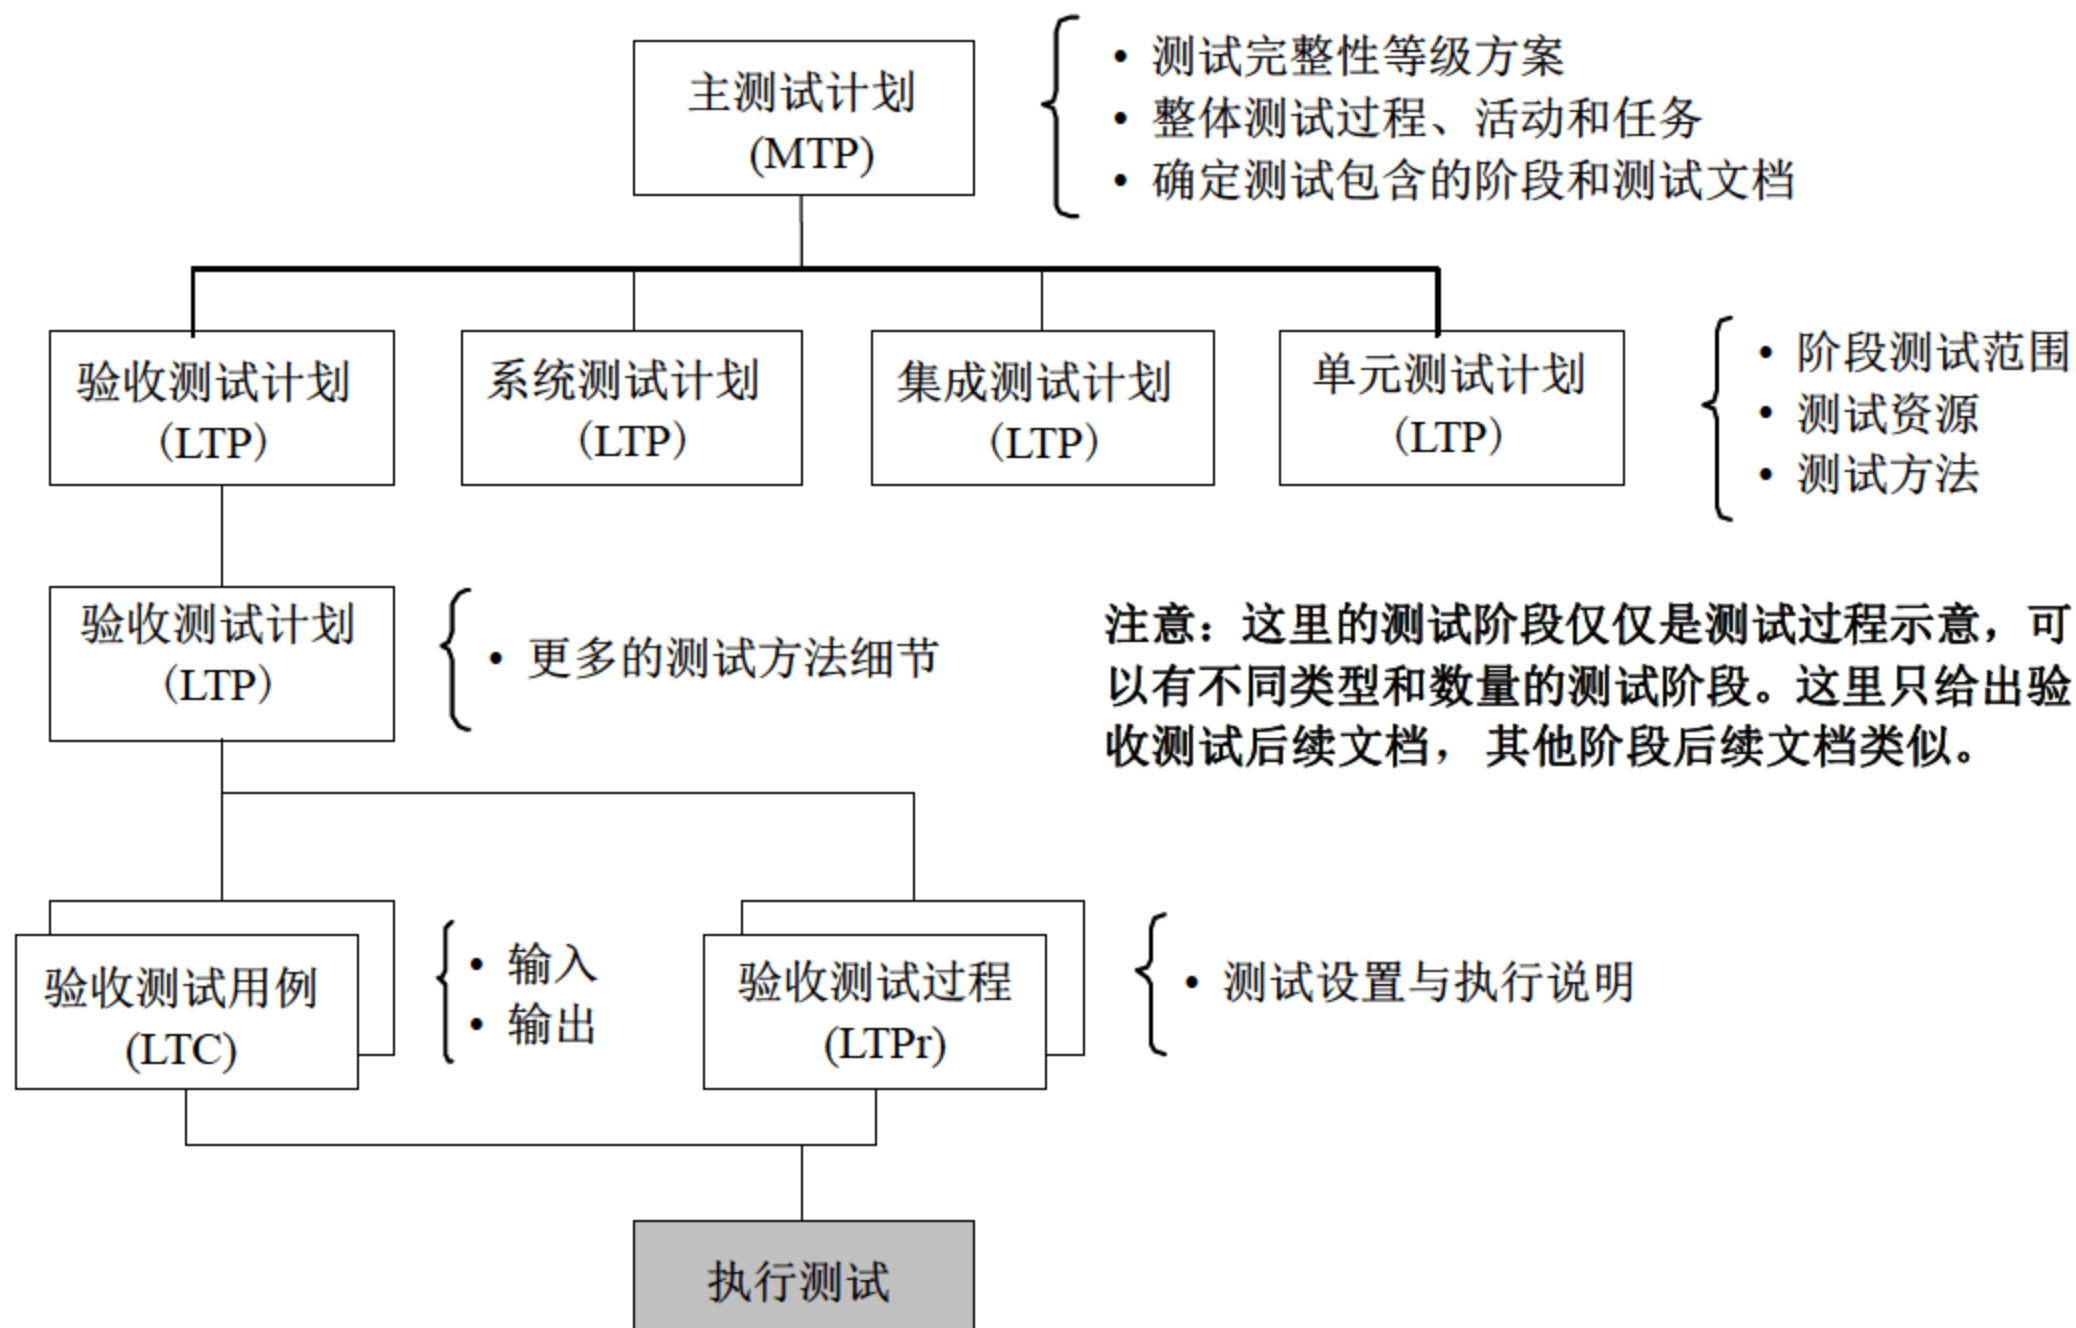 主测试计划
(MTP)
• 测试完整性等级方案
• 整体测试过程、活动和任务
• 确定测试包含的阶段和测试文档
验收测试计划
(LTP)
系统测试计划
(LTP)
集成测试计划
(LTP)
单元测试计划
(LTP)
• 阶段测试范围
• 测试资源
• 测试方法
验收测试计划
(LTP)
• 更多的测试方法细节
注意：这里的测试阶段仅仅是测试过程示意，可
以有不同类型和数量的测试阶段。这里只给出验
收测试后续文档，其他阶段后续文档类似。
验收测试用例
(LTC)
• 输入
• 输出
验收测试过程
(LTPr)
• 测试设置与执行说明
执行测试